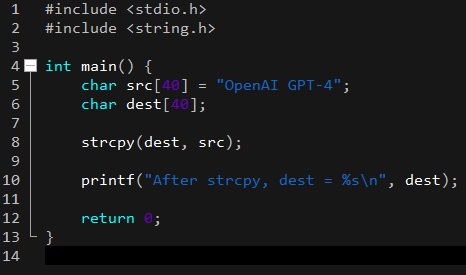 1 #include <stdio.h>
2 #include <string.h>
3
4 int main() {
5     char src[40] = "OpenAI GPT-4";
6     char dest[40];
7
8     strcpy(dest, src);
9
10     printf("After strcpy, dest = %s\n", dest);
11
12     return 0;
13 }
14